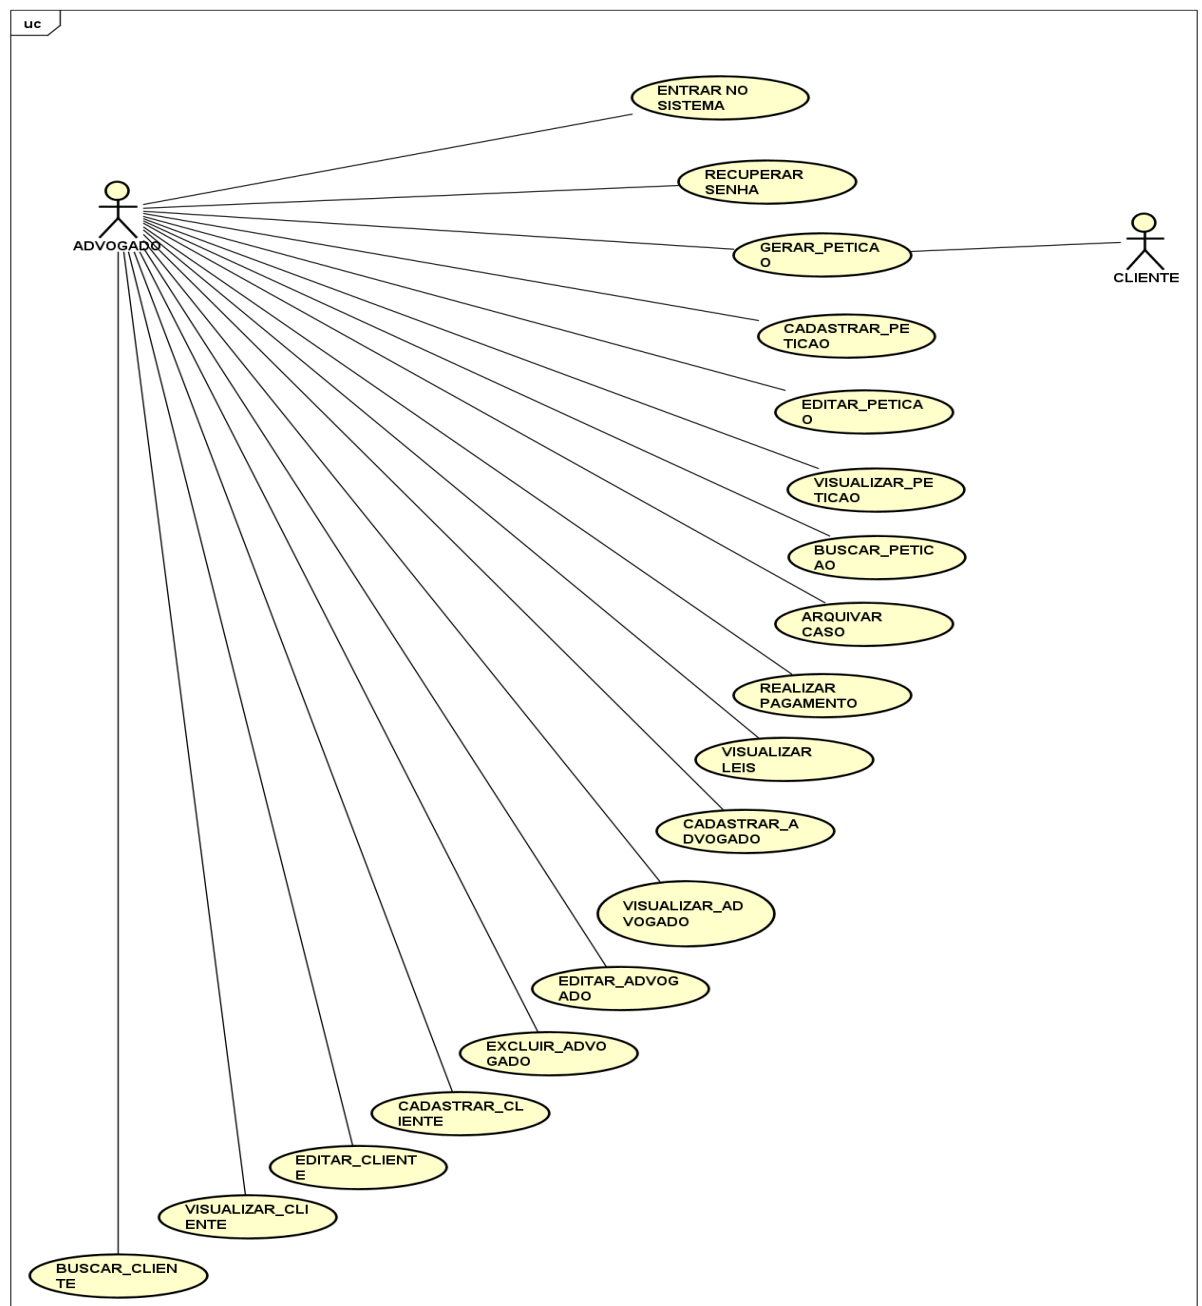 uc
ENTRAR NO
SISTEMA
RECUPERAR
SENHA
ADVOGADO
GERAR_PETICA
O
CLIENTE
CADASTRAR_PE
TICAO
EDITAR_PETICA
O
VISUALIZAR_PE
TICAO
BUSCAR_PETIC
AO
ARQUIVAR
CASO
REALIZAR
PAGAMENTO
VISUALIZAR
LEIS
CADASTRAR_A
DVOGADO
VISUALIZAR_AD
VOGADO
EDITAR_ADVOG
ADO
EXCLUIR_ADVO
GADO
CADASTRAR_CL
IENTE
EDITAR_CLIENT
E
VISUALIZAR_CLI
ENTE
BUSCAR_CLIEN
TE